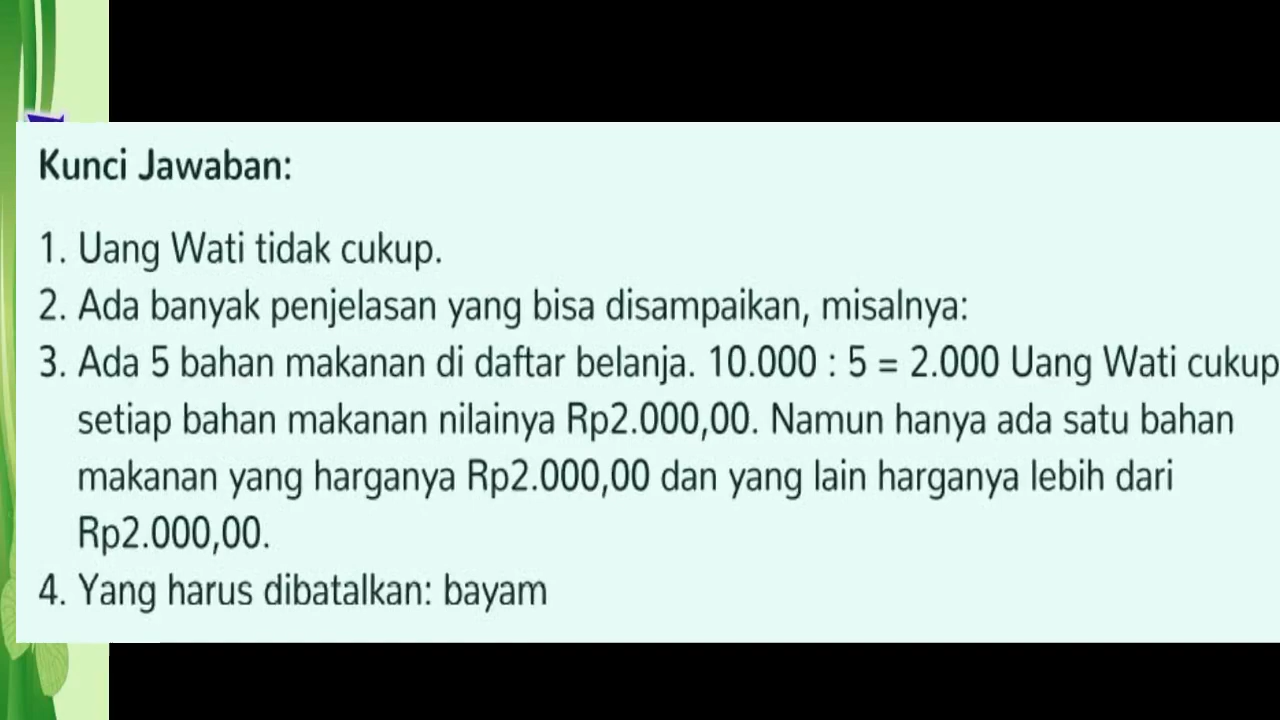 Kunci Jawaban:
1. Uang Wati tidak cukup.
2. Ada banyak penjelasan yang bisa disampaikan, misalnya:
3. Ada 5 bahan makanan di daftar belanja. 10.000 : 5 = 2.000 Uang Wati cukup
setiap bahan makanan nilainya Rp2.000,00. Namun hanya ada satu bahan
makanan yang harganya Rp2.000,00 dan yang lain harganya lebih dari
Rp2.000,00.
4. Yang harus dibatalkan: bayam